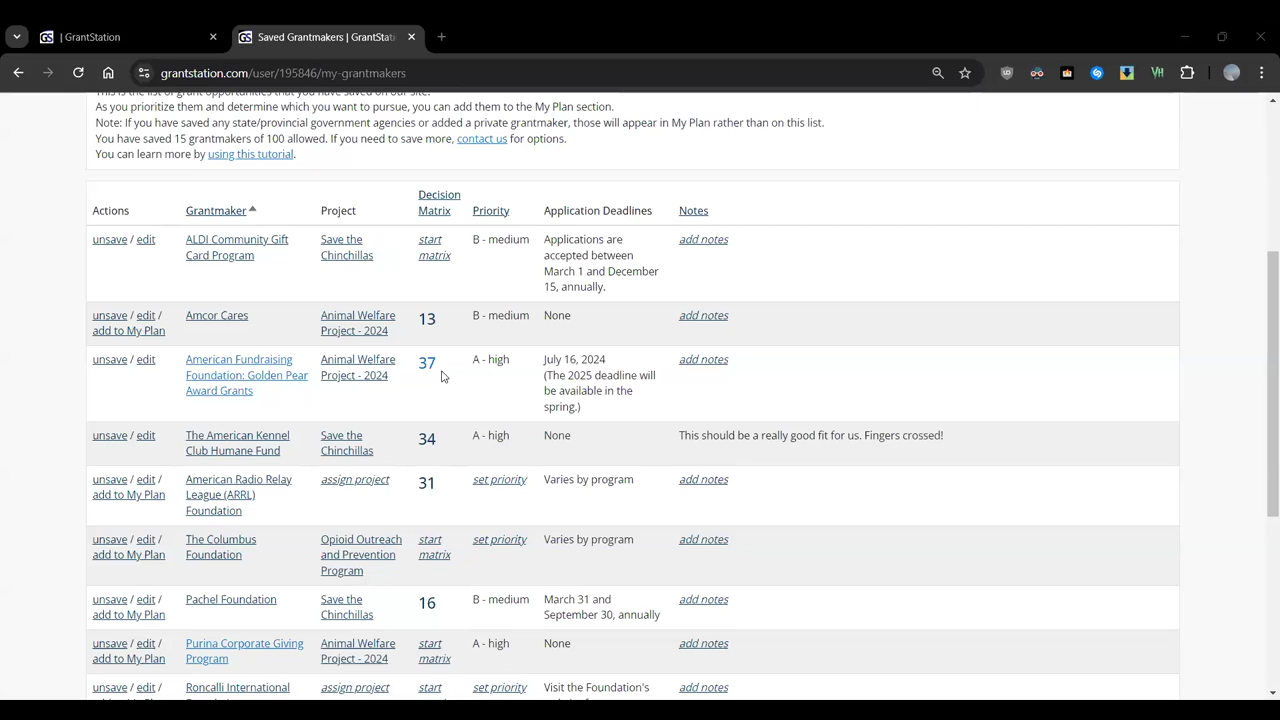 | GrantStation
Saved Grantmakers | GrantStati
grantstation.com/user/195846/my-grantmakers
This is the list of grant opportunities that you have saved on our site.
As you prioritize them and determine which you want to pursue, you can add them to the My Plan section.
Note: If you have saved any state/provincial government agencies or added a private grantmaker, those will appear in My Plan rather than on this list.
You have saved 15 grantmakers of 100 allowed. If you need to save more, contact us for options.
You can learn more by using this tutorial.
Actions Grantmaker Project Decision Matrix Priority Application Deadlines Notes
unsave / edit ALDI Community Gift Save the start B - medium Applications are add notes
Card Program Chinchillas matrix accepted between
March 1 and December
15, annually.
unsave / edit / Amcor Cares Animal Welfare 13 B - medium None add notes
add to My Plan Project - 2024
unsave / edit American Fundraising Animal Welfare 37 A - high July 16, 2024 add notes
Foundation: Golden Pear Project - 2024 (The 2025 deadline will
Award Grants be available in the
spring.)
unsave / edit The American Kennel Save the 34 A - high None This should be a really good fit for us. Fingers crossed!
Club Humane Fund Chinchillas
unsave / edit / American Radio Relay assign project 31 set priority Varies by program add notes
add to My Plan League (ARRL)
Foundation
unsave / edit / The Columbus Opioid Outreach start set priority Varies by program add notes
add to My Plan Foundation and Prevention matrix
Program
unsave / edit / Pachel Foundation Save the 16 B - medium March 31 and add notes
add to My Plan Chinchillas September 30, annually
unsave / edit / Purina Corporate Giving Animal Welfare start A - high None add notes
add to My Plan Program Project - 2024 matrix
unsave / edit / Roncalli International assign project start set priority Visit the Foundation's add notes